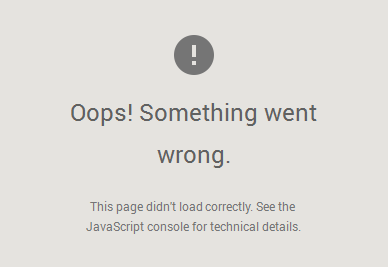 Oops! Something went
wrong.
This page didn't load correctly. See the
JavaScript console for technical details.